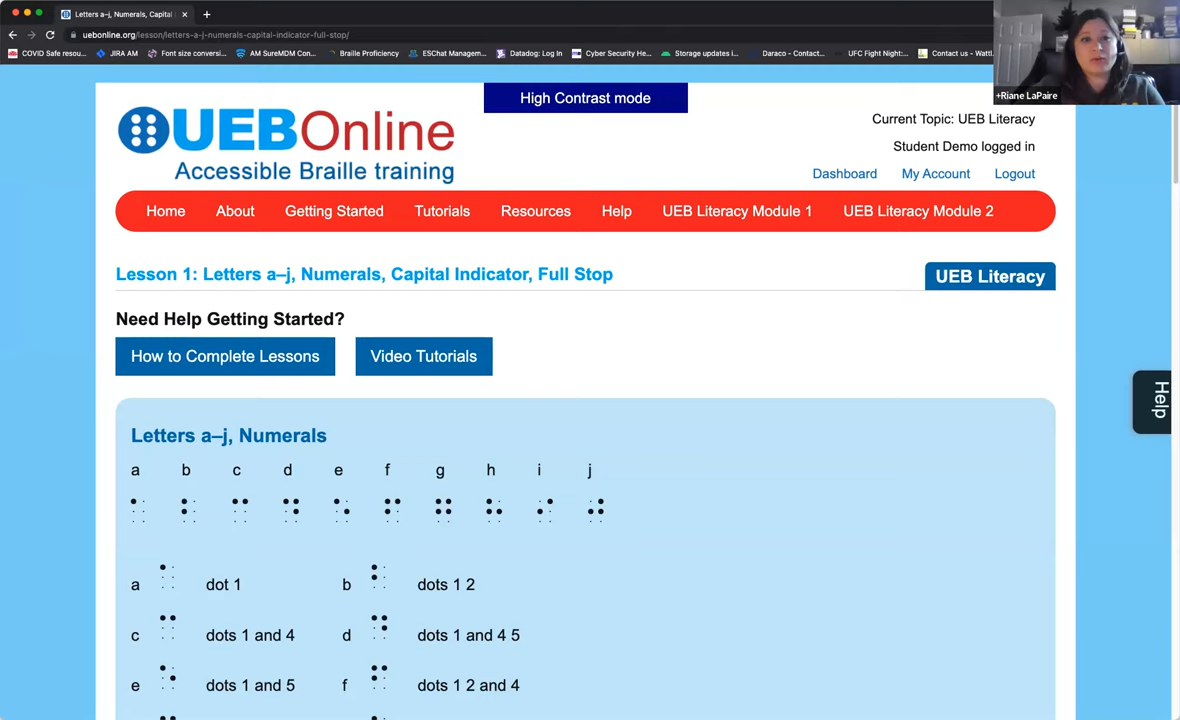 Letters a–j, Numerals, Capital
uebonline.org/lesson/letters-a-j-numerals-capital-indicator-full-stop/
COVID Safe resou... JIRA AM Font size conversi... AM SureMDM Con... Braille Proficiency ESChat Managem... Datadog: Log In Cyber Security He... Storage updates i... Daraco - Contact... UFC Fight Night:... Contact us - Wattl...
+Riane LaPaire
High Contrast mode
UEBOnline
Accessible Braille training
Current Topic: UEB Literacy
Student Demo logged in
Dashboard My Account Logout
Home About Getting Started Tutorials Resources Help UEB Literacy Module 1 UEB Literacy Module 2
Lesson 1: Letters a–j, Numerals, Capital Indicator, Full Stop
UEB Literacy
Need Help Getting Started?
How to Complete Lessons Video Tutorials
Help
Letters a–j, Numerals
a b c d e f g h i j
⠁ ⠃ ⠉ ⠙ ⠑ ⠋ ⠛ ⠓ ⠊ ⠚
a ⠁ dot 1 b ⠃ dots 1 2
c ⠉ dots 1 and 4 d ⠙ dots 1 and 4 5
e ⠑ dots 1 and 5 f ⠋ dots 1 2 and 4